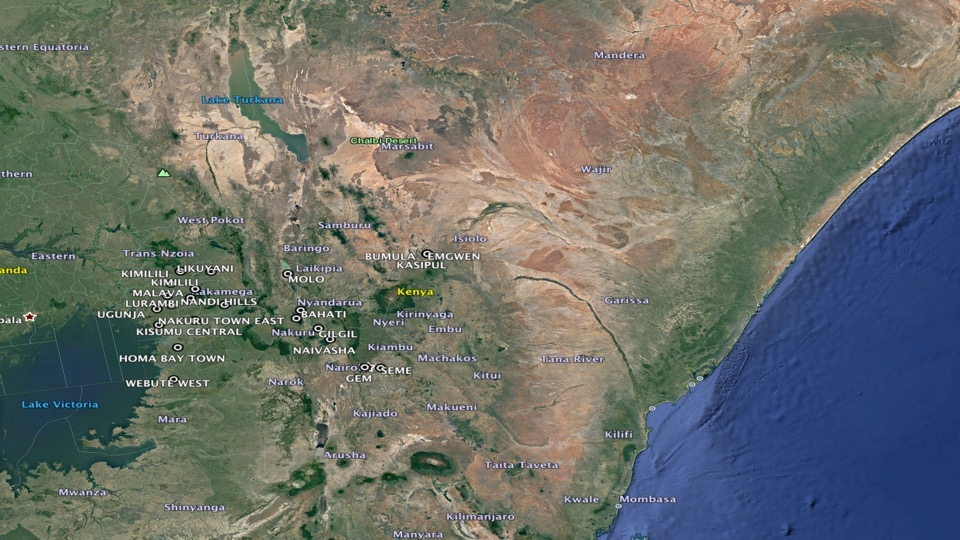 stern Equatoria
Mandera
Lake Turkana
Turkana
Chalbi Desert
Marsabit
Wajir
thern
West Pokot
Samburu
Isiolo
Baringo
Trans Nzoia
Eastern
BUMULA
EMGWEN
KASIPUL
anda
LIKUYANI
KIMILILI
Laikipia
MOLO
KIMILILI
MALAVA
Kakamega
Kenya
LURAMBI
NANDI HILLS
Nyandarua
Garissa
UGUNJA
BAHATI
Kirinyaga
pala
NAKURU TOWN EAST
Nyeri
Embu
KISUMU CENTRAL
Nakuru
GILGIL
NAIVASHA
Kiambu
HOMA BAY TOWN
Machakos
Tana River
Nairo
SEME
GEM
Kitui
WEBUTE WEST
Narok
Lake Victoria
Makueni
Kajiado
Mara
Kilifi
Arusha
Taita Taveta
Mwanza
Kwale
Mombasa
Shinyanga
Kilimanjaro
Manyara